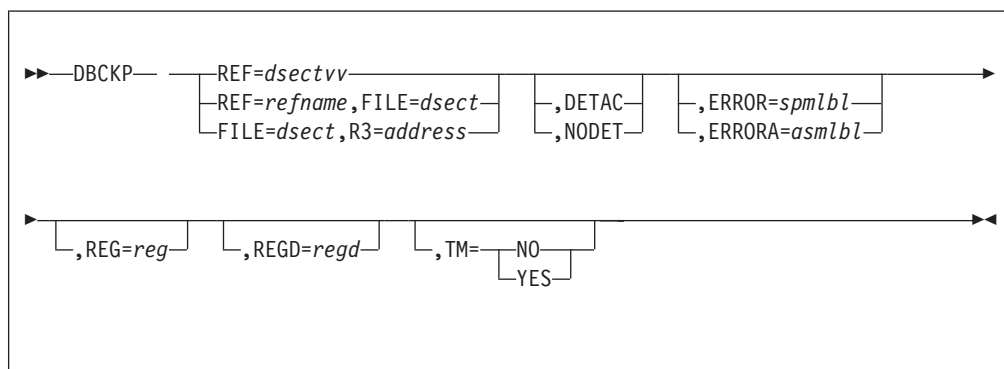 DBCKP REF=dsectvv
REF=refname,FILE=dsect ,DETAC ,ERROR=spmlbl
FILE=dsect,R3=address ,NODET ,ERRORA=asmlbl
,REG=reg ,REGD=regd ,TM= NO
YES